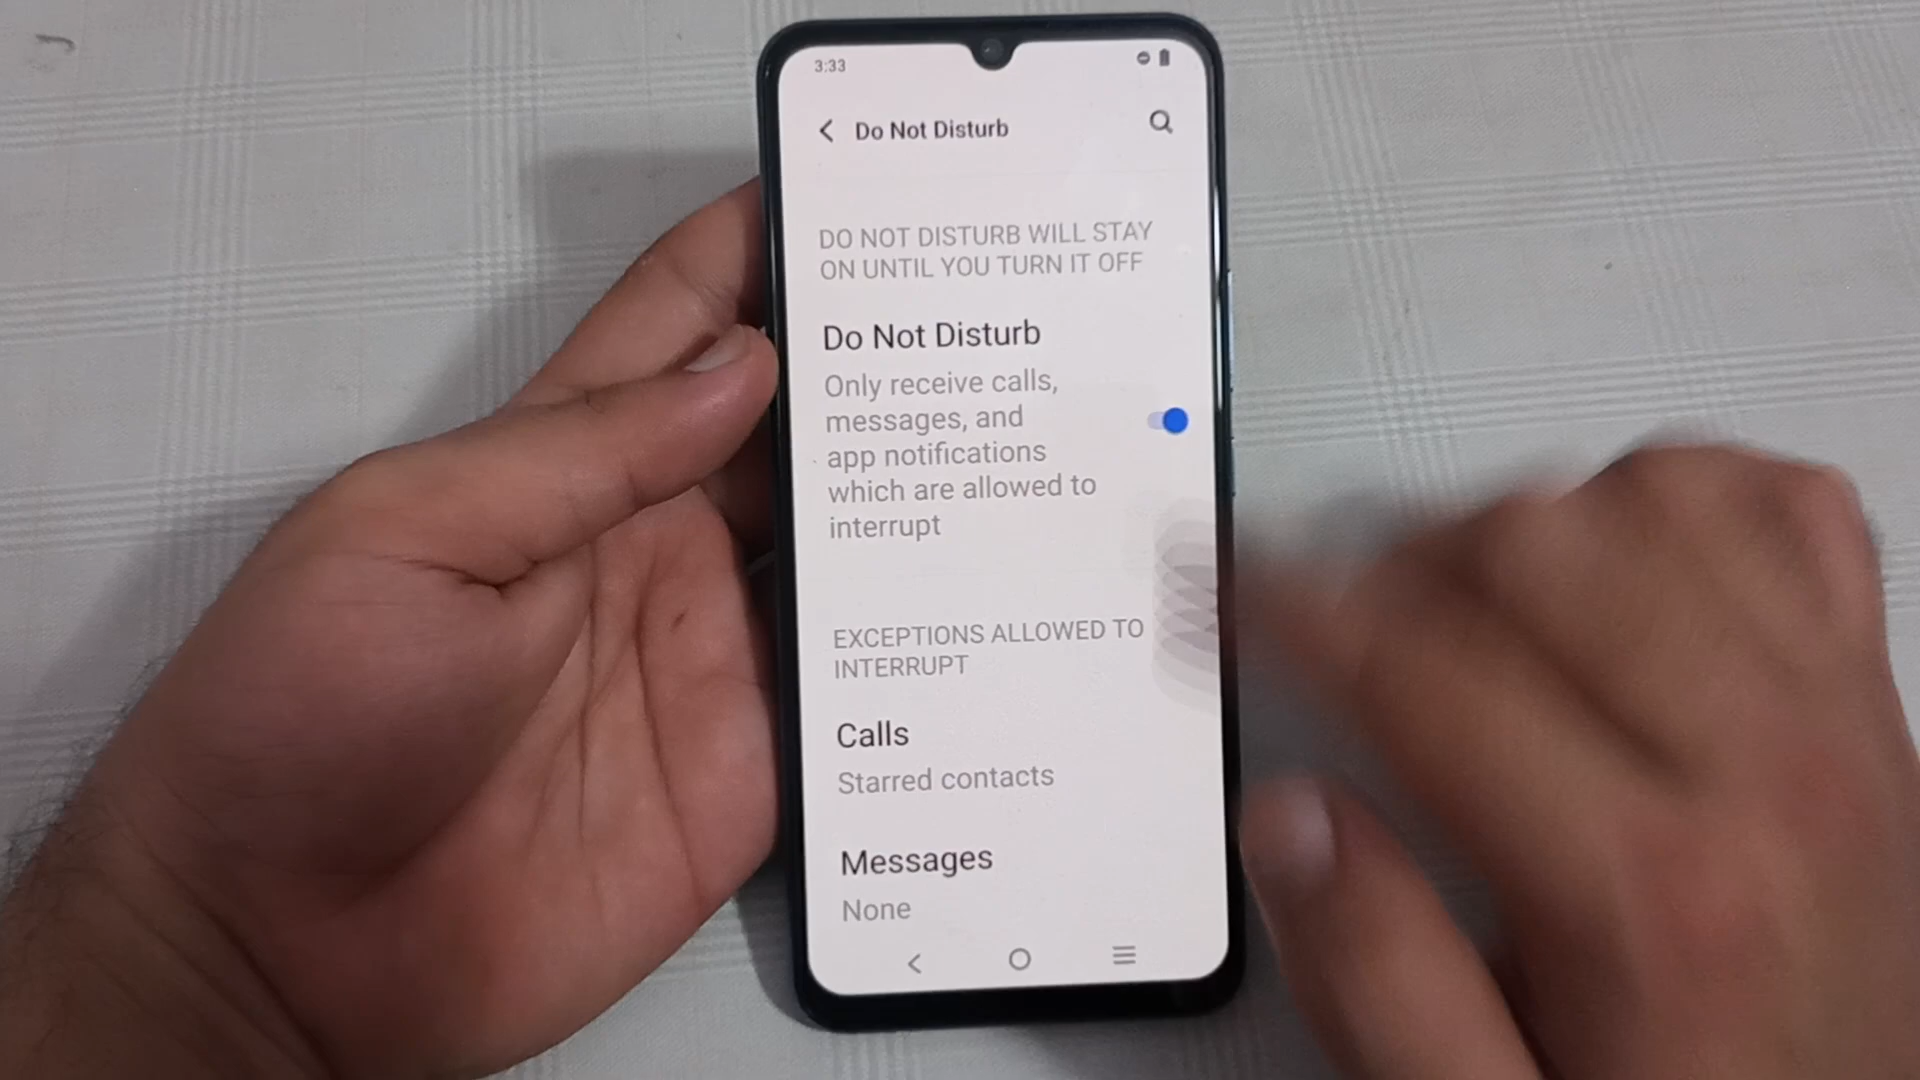 3:33
Do Not Disturb
DO NOT DISTURB WILL STAY
ON UNTIL YOU TURN IT OFF
Do Not Disturb
Only receive calls,
messages, and
app notifications
which are allowed to
interrupt
EXCEPTIONS ALLOWED TO
INTERRUPT
Calls
Starred contacts
Messages
None